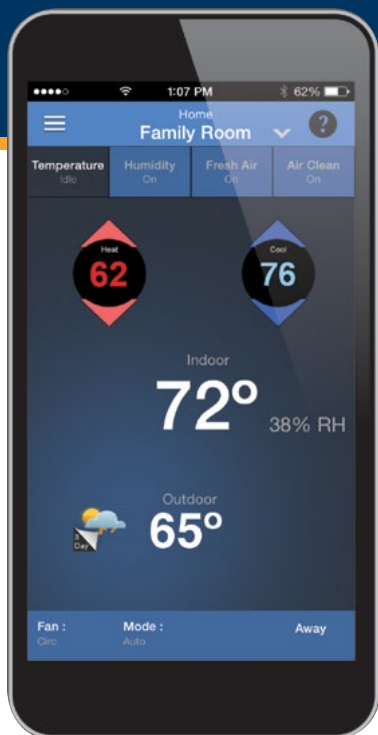 1:07 PM
62%
Home
Family Room
?
Temperature
Idle
Humidity
On
Fresh Air
On
Air Clean
On
Heat
62
Cool
76
Indoor
72°
38% RH
Outdoor
65°
3
Day
Fan :
Circ
Mode :
Auto
Away